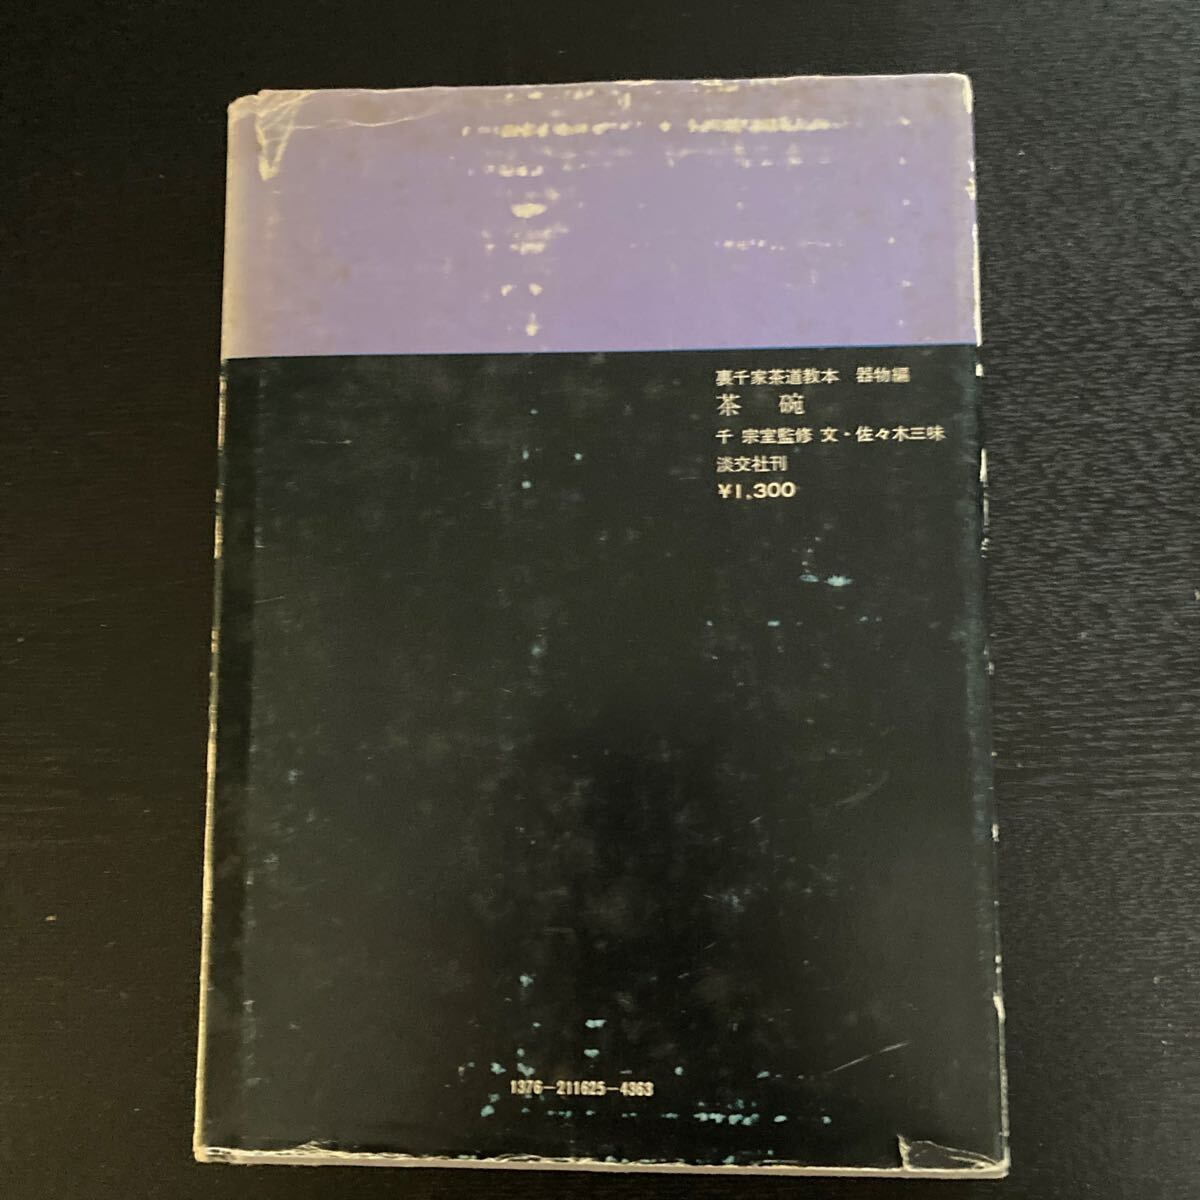 裏千家茶道教本 器物編
茶 碗
千 宗室監修 文・佐々木三味
淡交社刊
¥1,300
1376-211625-4363